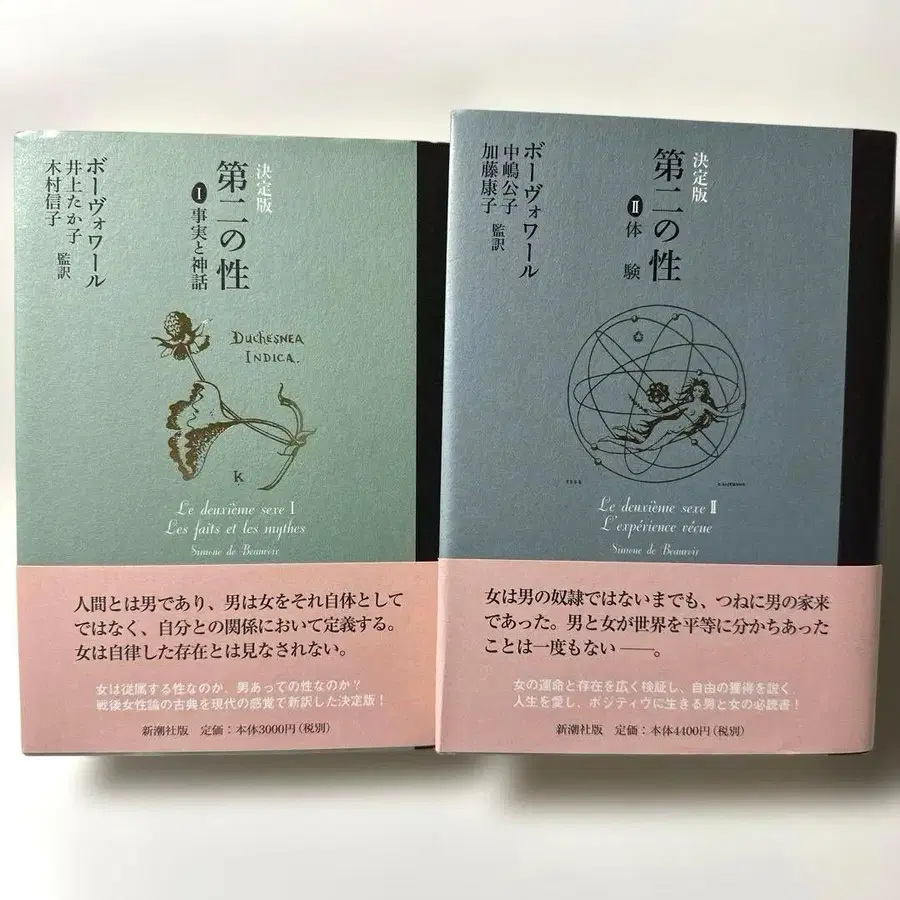 決定版
第二の性
I 事実と神話
ボーヴォワール
井上たか子
木村信子 監訳
DUCHESNEA
INDICA.
k
Le deuxième sexe I
Les faits et les mythes
Simone de Beauvoir
人間とは男であり、男は女をそれ自体として
ではなく、自分との関係において定義する。
女は自律した存在とは見なされない。
女は従属する性なのか、男あっての性なのか?
戦後女性論の古典を現代の感覚で新訳した決定版!
新潮社版 定価:本体3000円(税別)
決定版
第二の性
II 体験
ボーヴォワール
中嶋公子
加藤康子 監訳
Le deuxième sexe II
L'expérience vécue
Simone de Beauvoir
女は男の奴隷ではないまでも、つねに男の家来
であった。男と女が世界を平等に分かちあった
ことは一度もない――。
女の運命と存在を広く検証し、自由の獲得を説く
人生を愛し、ポジティヴに生きる男と女の必読書!
新潮社版 定価:本体4400円(税別)